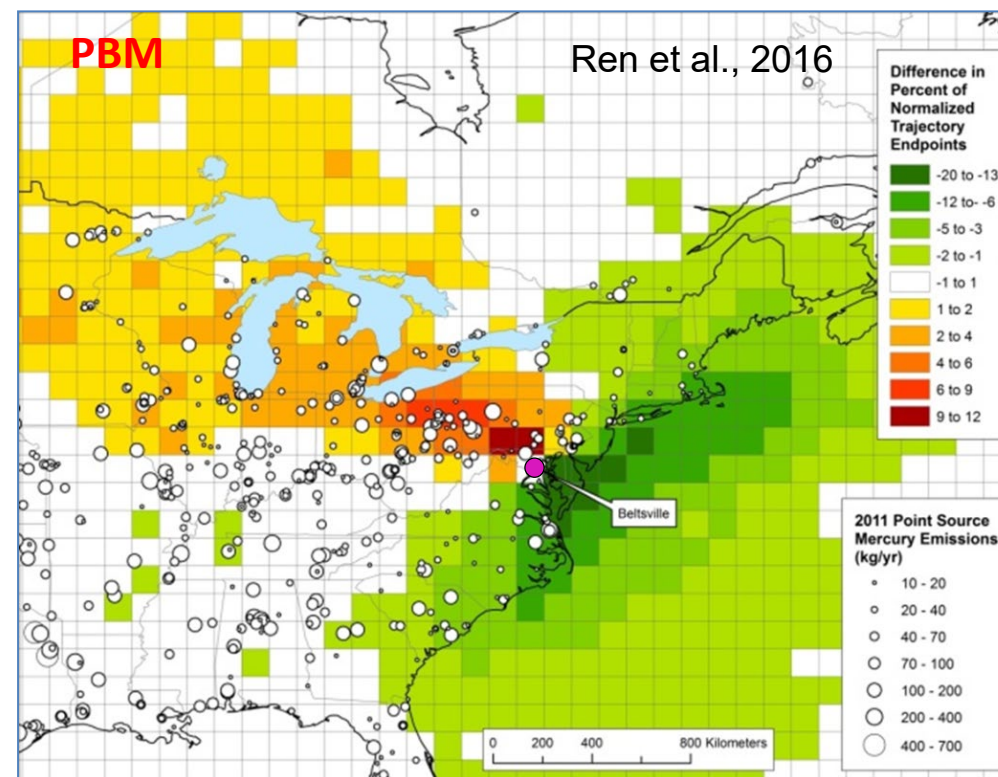 PBM
Ren et al., 2016
Difference in
Percent of
Normalized
Trajectory
Endpoints
-20 to -13
-12 to- -6
-5 to -3
-2 to -1
-1 to 1
1 to 2
2 to 4
4 to 6
6 to 9
9 to 12
Beltsville
2011 Point Source
Mercury Emissions
(kg/yr)
10 - 20
20 - 40
40 - 70
70 - 100
100 - 200
200 - 400
400 - 700
0 200 400 800 Kilometers